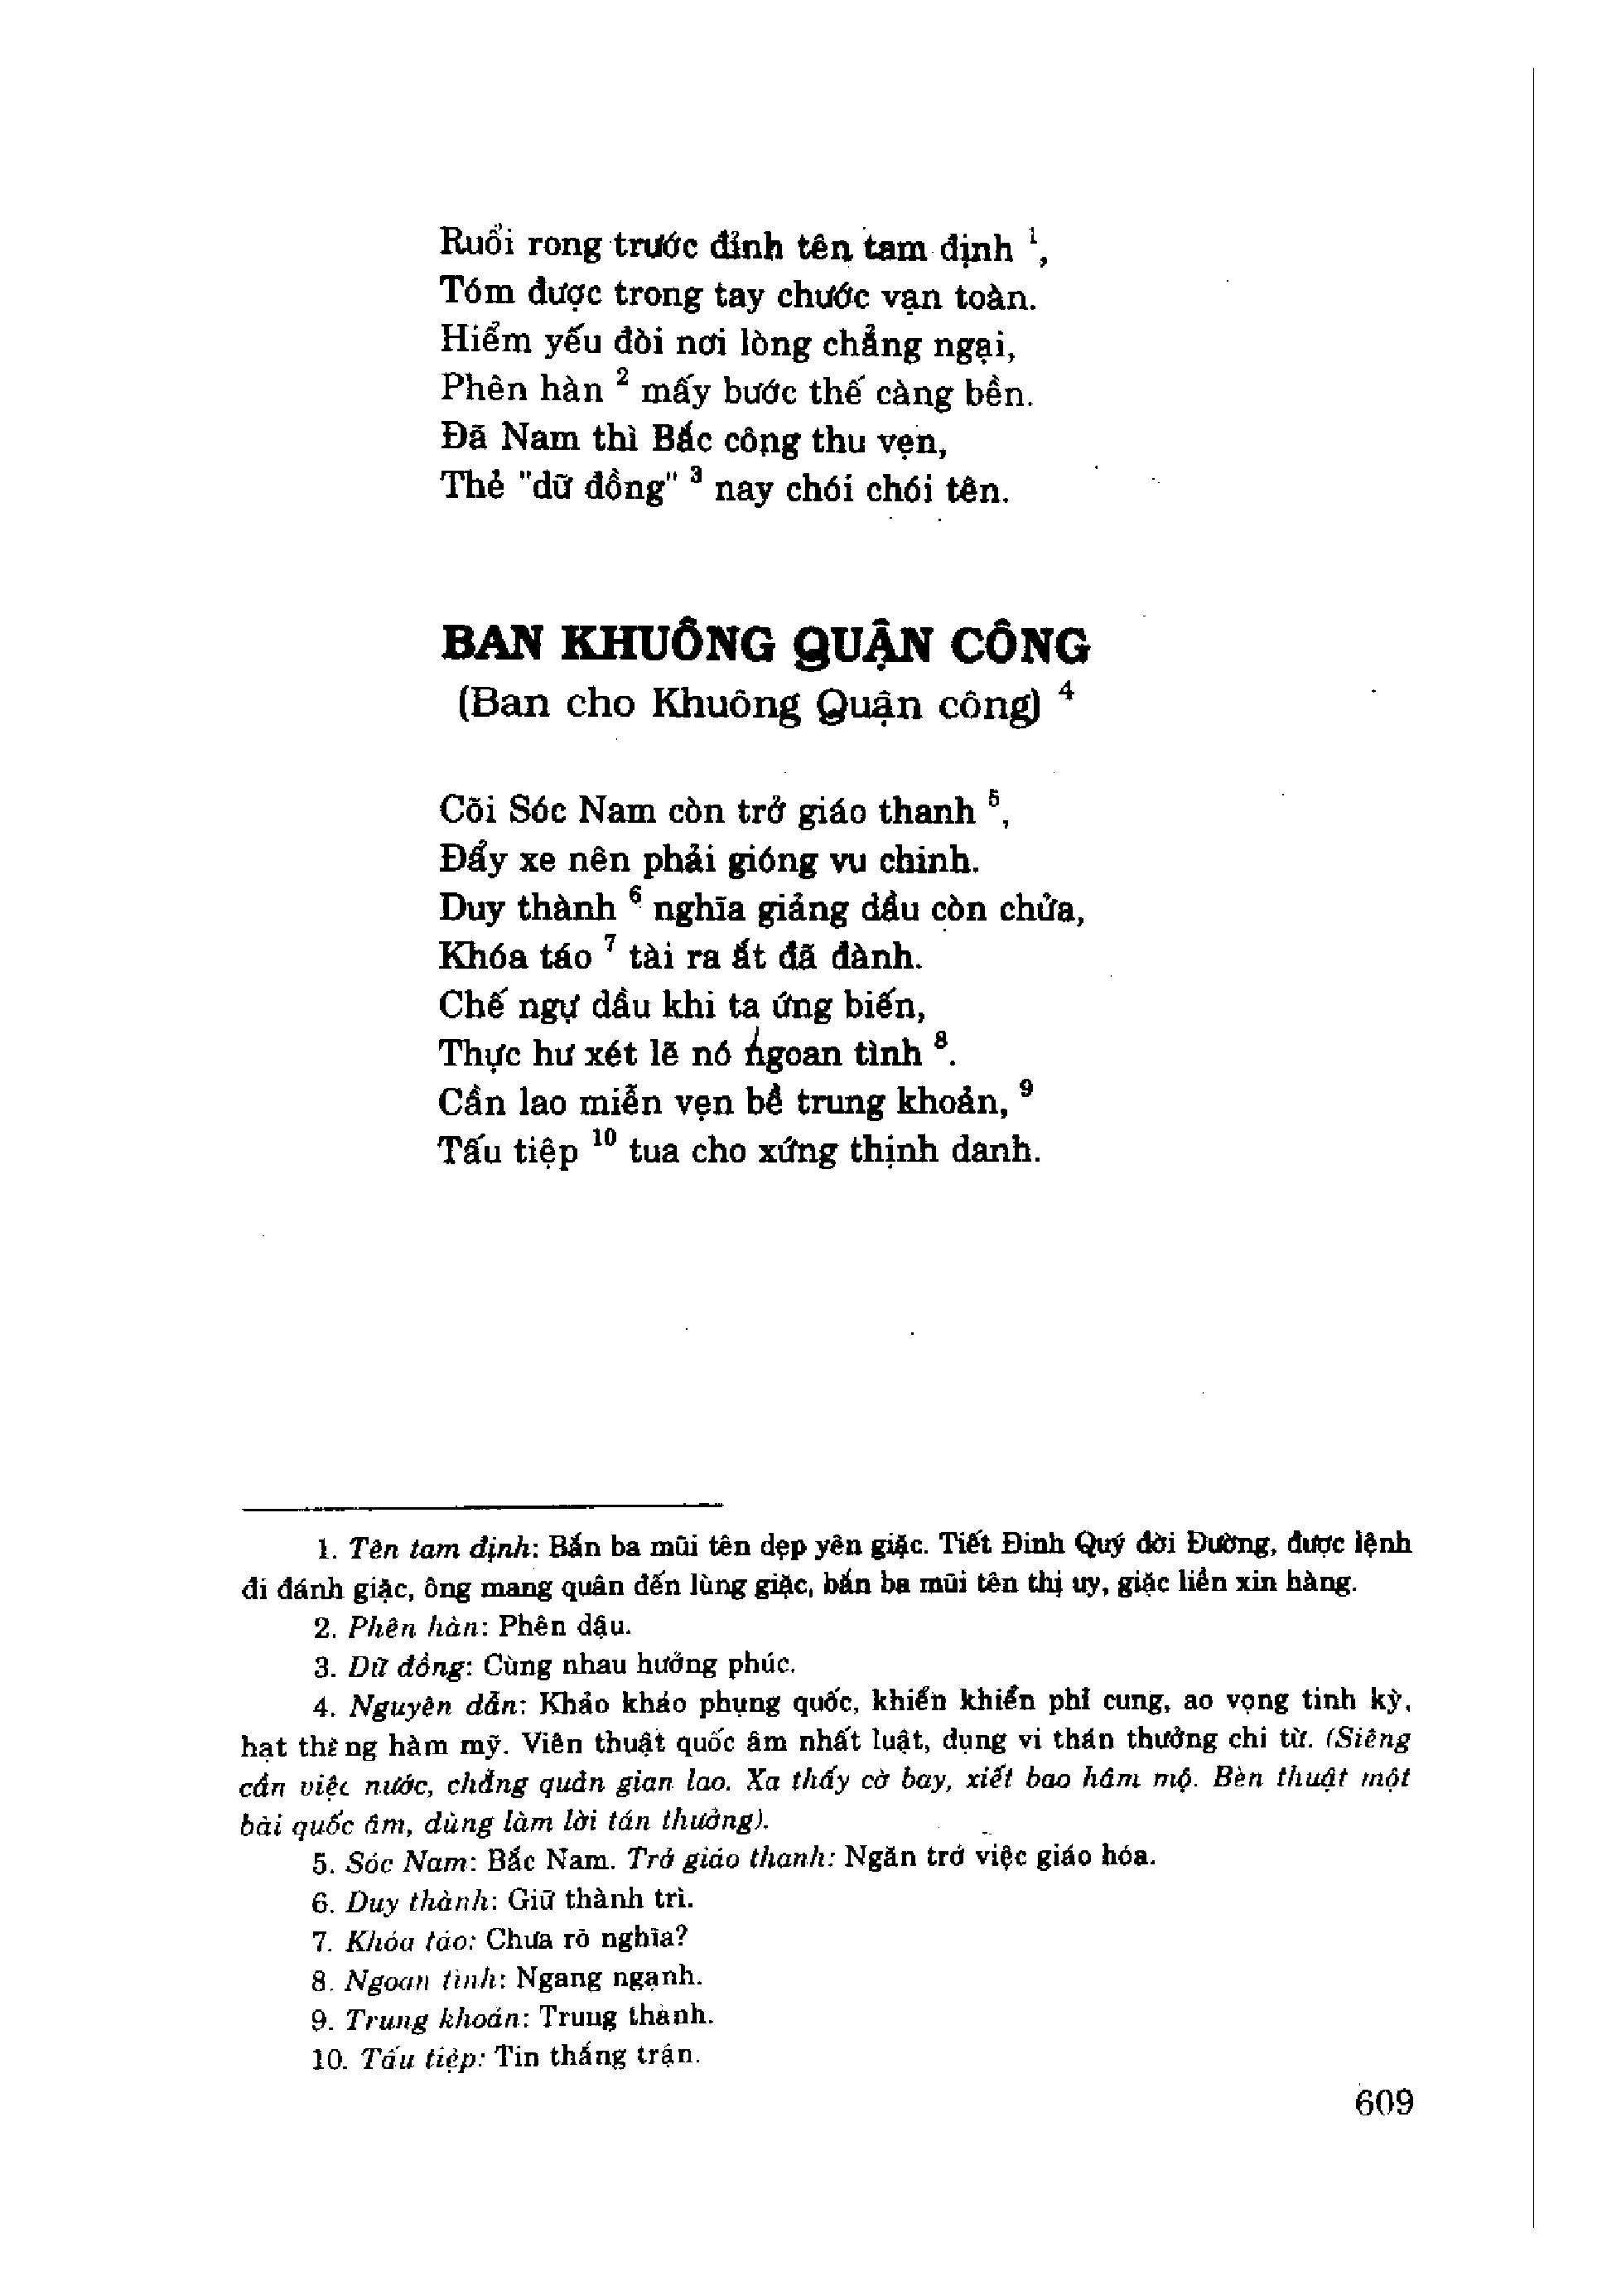 Ruổi rong trước đỉnh tên tam định ¹,
Tóm được trong tay chước vạn toàn.
Hiểm yếu đòi nơi lòng chẳng ngại,
Phên hàn ² mấy bước thế càng bền.
Đã Nam thì Bắc công thu vẹn,
Thẻ "dữ đồng" ³ nay chói chói tên.
BAN KHUÔNG QUẬN CÔNG
(Ban cho Khuông Quận công) ⁴
Cõi Sóc Nam còn trở giáo thanh ⁵,
Đẩy xe nên phải gióng vu chinh.
Duy thành ⁶ nghĩa giảng dầu còn chửa,
Khóa táo ⁷ tài ra ắt đã đành.
Chế ngự dầu khi ta ứng biến,
Thực hư xét lẽ nó ngoan tình ⁸.
Cần lao miễn vẹn bề trung khoản, ⁹
Tấu tiệp ¹⁰ tua cho xứng thịnh danh.
1. Tên tam định: Bắn ba mũi tên dẹp yên giặc. Tiết Đinh Quý đời Đường, được lệnh
đi đánh giặc, ông mang quân đến lùng giặc, bắn ba mũi tên thị uy, giặc liền xin hàng.
2. Phên hàn: Phên dậu.
3. Dữ đồng: Cùng nhau hưởng phúc.
4. Nguyên dẫn: Khảo khảo phụng quốc, khiển khiển phỉ cung, ao vọng tinh kỳ,
hạt thăng hàm mỹ. Viên thuật quốc âm nhất luật, dụng vi thán thưởng chi từ. (Siêng
cần việc nước, chẳng quản gian lao. Xa thấy cờ bay, xiết bao hâm mộ. Bèn thuật một
bài quốc âm, dùng làm lời tán thưởng).
5. Sóc Nam: Bắc Nam. Trở giáo thanh: Ngăn trở việc giáo hóa.
6. Duy thành: Giữ thành trì.
7. Khóa táo: Chưa rõ nghĩa?
8. Ngoan tình: Ngang ngạnh.
9. Trung khoản: Trung thành.
10. Tấu tiệp: Tin thắng trận.
609